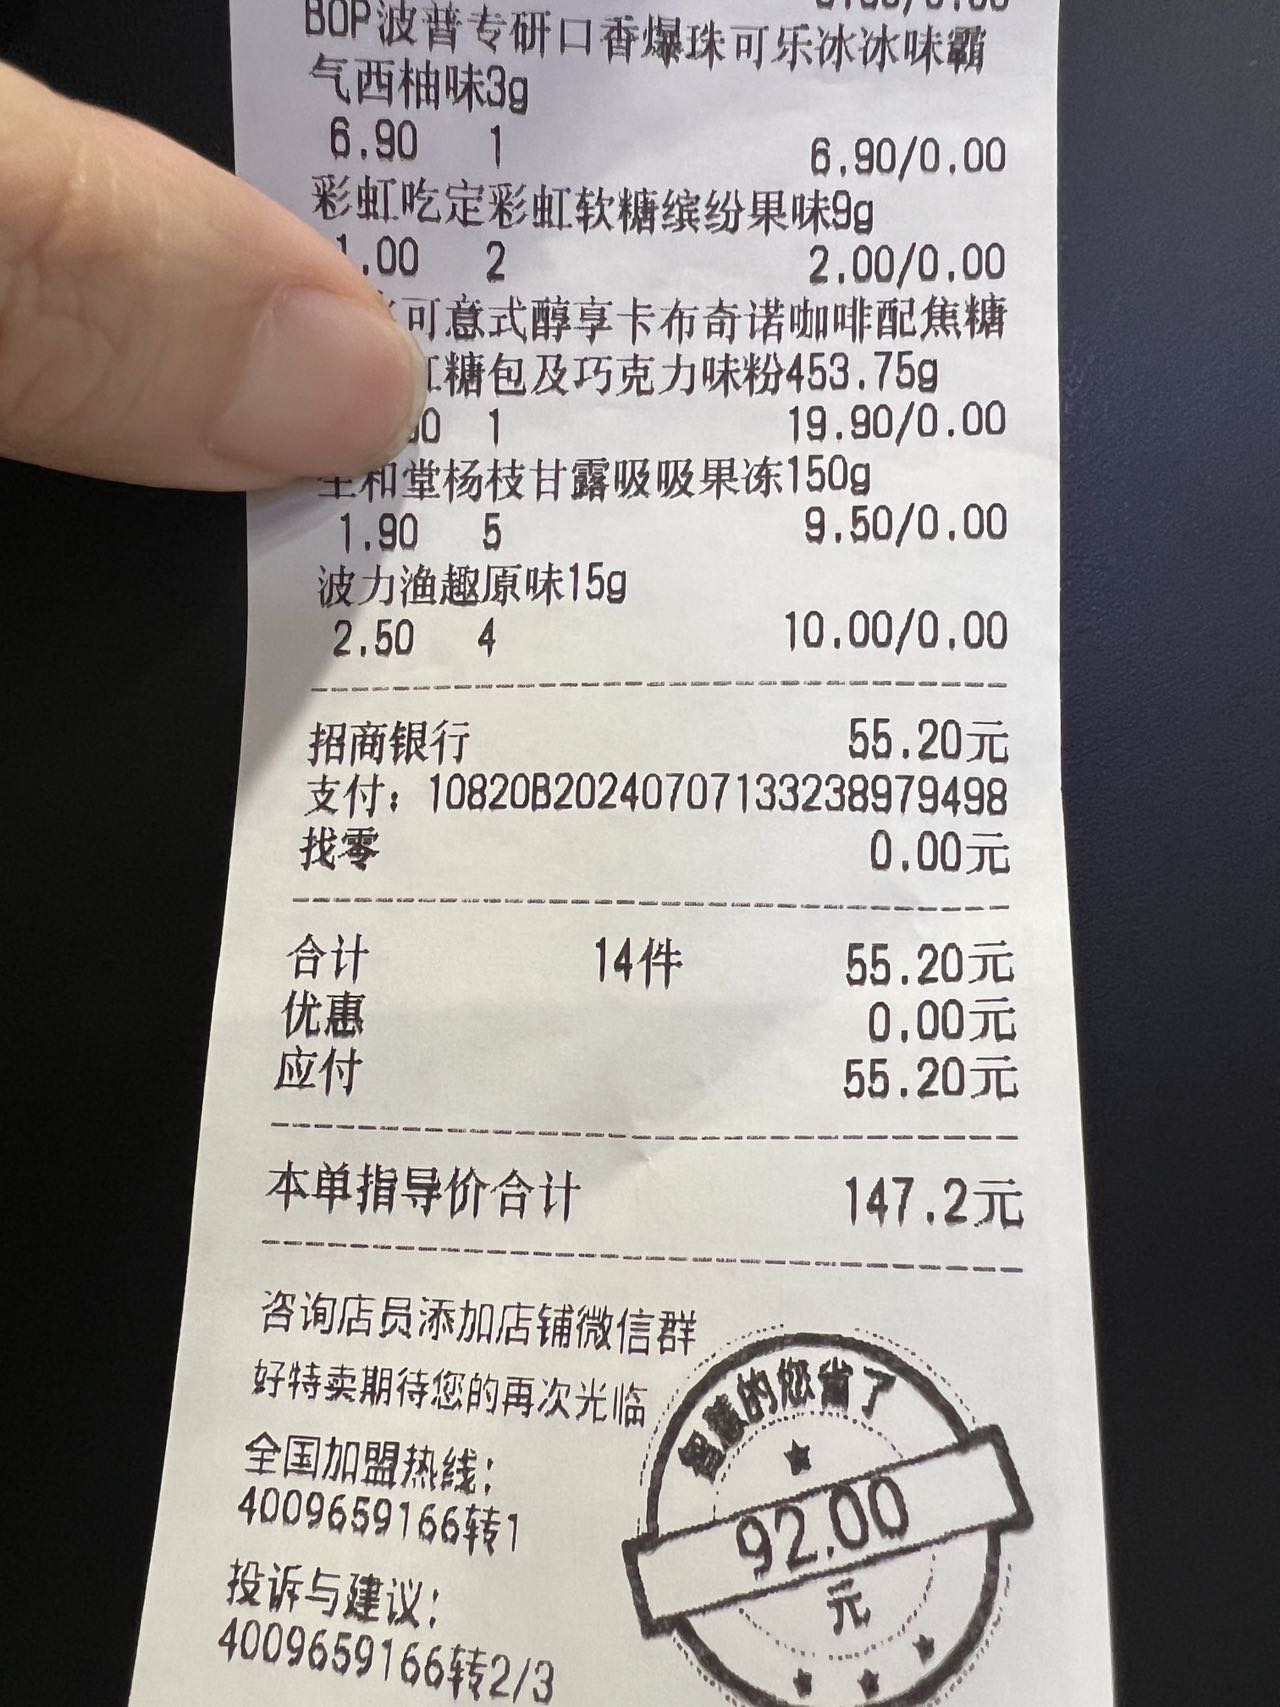 BOP波普专研口香爆珠可乐冰冰味霸
气西柚味3g
6.90 1 6.90/0.00
彩虹吃定彩虹软糖缤纷果味9g
1.00 2 2.00/0.00
可意式醇享卡布奇诺咖啡配焦糖
糖包及巧克力味粉453.75g
1 19.90/0.00
生和堂杨枝甘露吸吸果冻150g
1.90 5 9.50/0.00
波力渔趣原味15g
2.50 4 10.00/0.00
招商银行 55.20元
支付：10820B20240707133238979498
找零 0.00元
合计 14件 55.20元
优惠 0.00元
应付 55.20元
本单指导价合计 147.2元
咨询店员添加店铺微信群
好特卖期待您的再次光临
全国加盟热线：
4009659166转1
投诉与建议：
4009659166转2/3
智慧的您省了
92.00
元